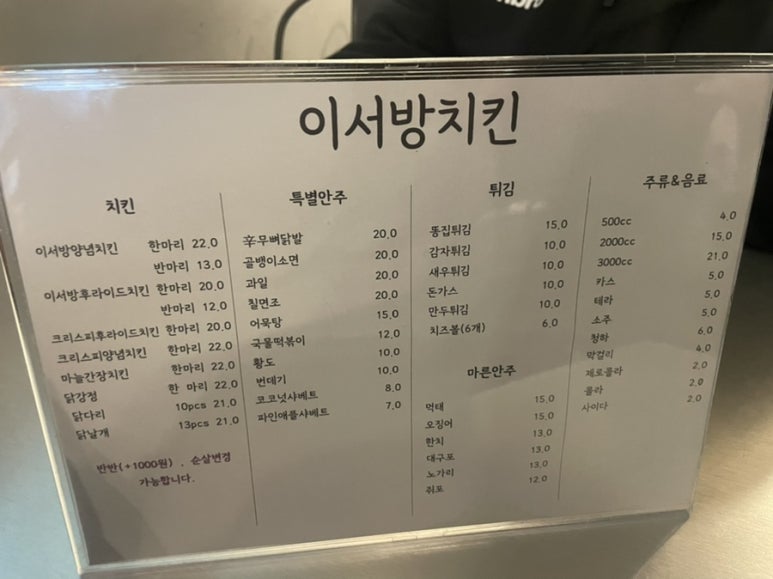 이서방치킨
치킨
이서방양념치킨 한마리 22.0
반마리 13.0
이서방후라이드치킨 한마리 20.0
반마리 12.0
크리스피후라이드치킨 한마리 20.0
크리스피양념치킨 한마리 22.0
마늘간장치킨 한마리 22.0
닭강정 한 마리 22.0
닭다리 10pcs 21.0
닭날개 13pcs 21.0
반반(+1000원) , 순살변경
가능합니다.
특별안주
辛무뼈닭발 20.0
골뱅이소면 20.0
과일 20.0
칠면조 20.0
어묵탕 15.0
국물떡볶이 12.0
황도 10.0
번데기 10.0
코코넛샤베트 8.0
파인애플샤베트 7.0
튀김
똥집튀김 15.0
감자튀김 10.0
새우튀김 10.0
돈가스 10.0
만두튀김 10.0
치즈볼(6개) 6.0
마른안주
먹태 15.0
오징어 15.0
한치 13.0
대구포 13.0
노가리 13.0
쥐포 12.0
주류&음료
500cc 4.0
2000cc 15.0
3000cc 21.0
카스 5.0
테라 5.0
소주 5.0
청하 6.0
막걸리 4.0
제로콜라 2.0
콜라 2.0
사이다 2.0